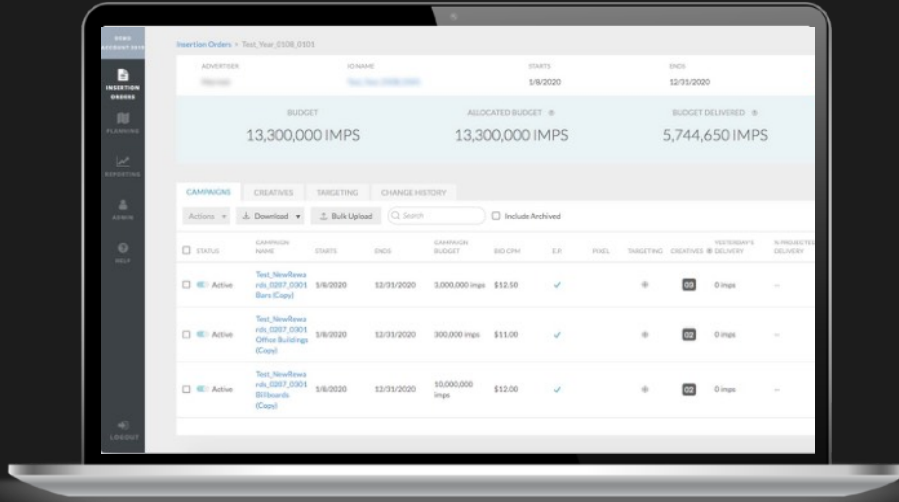 DEMO
ACCOUNT 2019
INSERTION
ORDERS
PLANNING
REPORTING
ADMIN
HELP
LOGOUT
Insertion Orders > Test_Year_0108_0101
ADVERTISER IO NAME STARTS ENDS
1/8/2020 12/31/2020
BUDGET ALLOCATED BUDGET BUDGET DELIVERED
13,300,000 IMPS 13,300,000 IMPS 5,744,650 IMPS
CAMPAIGNS CREATIVES TARGETING CHANGE HISTORY
Actions Download Bulk Upload Search Include Archived
STATUS CAMPAIGN NAME STARTS ENDS CAMPAIGN BUDGET BID CPM E.P. PIXEL TARGETING CREATIVES YESTERDAY'S DELIVERY % PROJECTED DELIVERY
Active Test_NewRewa
rds_0207_0301
Bars (Copy) 1/8/2020 12/31/2020 3,000,000 imps $12.50 03 0 imps --
Active Test_NewRewa
rds_0207_0301
Office Buildings
(Copy) 1/8/2020 12/31/2020 300,000 imps $11.00 02 0 imps --
Active Test_NewRewa
rds_0207_0301
Billboards
(Copy) 1/8/2020 12/31/2020 10,000,000
imps $12.00 02 0 imps --